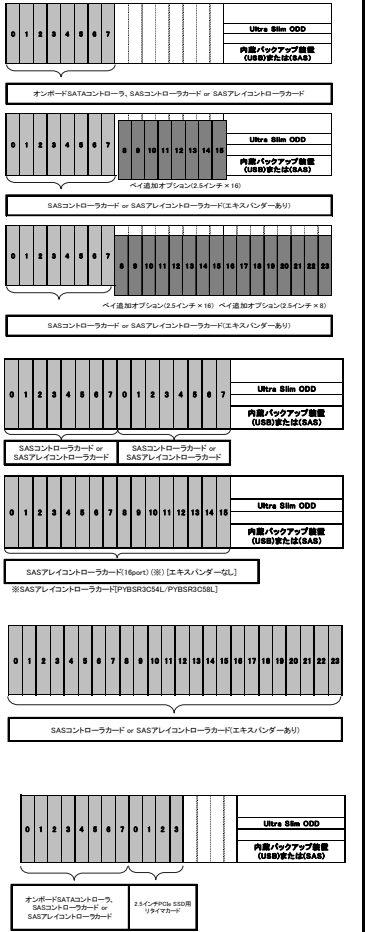 0 1 2 3 4 5 6 7
Ultra Slim ODD
内蔵バックアップ装置
(USB)または(SAS)
オンボードSATAコントローラ、SASコントローラカード or SASアレイコントローラカード
0 1 2 3 4 5 6 7 8 9 10 11 12 13 14 15
Ultra Slim ODD
内蔵バックアップ装置
(USB)または(SAS)
ベイ追加オプション(2.5インチ×16)
SASコントローラカード or SASアレイコントローラカード(エキスパンダーあり)
0 1 2 3 4 5 6 7 8 9 10 11 12 13 14 15 16 17 18 19 20 21 22 23
ベイ追加オプション(2.5インチ×16) ベイ追加オプション(2.5インチ×8)
SASコントローラカード or SASアレイコントローラカード(エキスパンダーあり)
0 1 2 3 4 5 6 7 0 1 2 3 4 5 6 7
Ultra Slim ODD
内蔵バックアップ装置
(USB)または(SAS)
SASコントローラカード or
SASアレイコントローラカード
SASコントローラカード or
SASアレイコントローラカード
0 1 2 3 4 5 6 7 8 9 10 11 12 13 14 15
Ultra Slim ODD
内蔵バックアップ装置
(USB)または(SAS)
SASアレイコントローラカード(16port)(※)[エキスパンダーなし]
※SASアレイコントローラカード[PYBSR3C54L/PYBSR3C58L]
0 1 2 3 4 5 6 7 8 9 10 11 12 13 14 15 16 17 18 19 20 21 22 23
SASコントローラカード or SASアレイコントローラカード(エキスパンダーあり)
0 1 2 3 4 5 6 7 0 1 2 3
Ultra Slim ODD
内蔵バックアップ装置
(USB)または(SAS)
オンボードSATAコントローラ、
SASコントローラカード or
SASアレイコントローラカード
2.5インチPCIe SSD用
リタイマカード